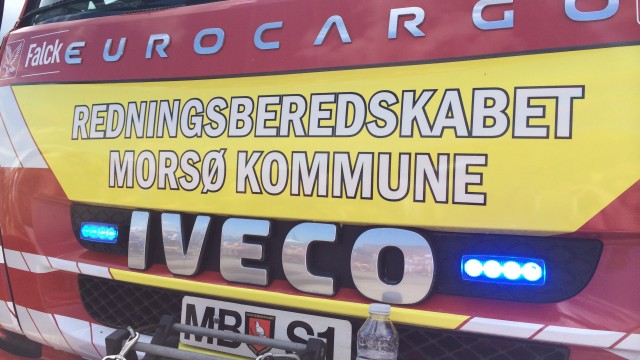 Falck EUROCARGO
REDNINGSBEREDSKABET
MORSØ KOMMUNE
IVECO
MB S1